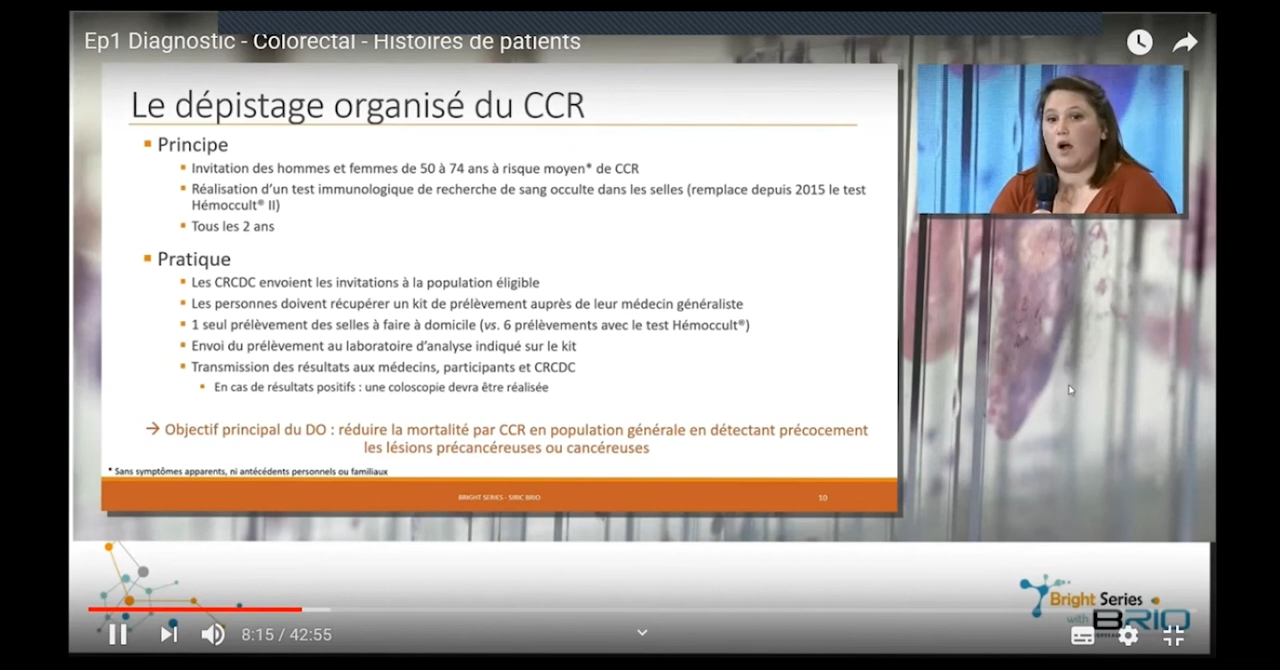 Ep1 Diagnostic - Colorectal - Histoires de patients
Le dépistage organisé du CCR
Principe
Invitation des hommes et femmes de 50 à 74 ans à risque moyen* de CCR
Réalisation d'un test immunologique de recherche de sang occulte dans les selles (remplace depuis 2015 le test
Hémoccult® II)
Tous les 2 ans
Pratique
Les CRCDC envoient les invitations à la population éligible
Les personnes doivent récupérer un kit de prélèvement auprès de leur médecin généraliste
1 seul prélèvement des selles à faire à domicile (vs. 6 prélèvements avec le test Hémoccult®)
Envoi du prélèvement au laboratoire d'analyse indiqué sur le kit
Transmission des résultats aux médecins, participants et CRCDC
En cas de résultats positifs : une coloscopie devra être réalisée
→ Objectif principal du DO : réduire la mortalité par CCR en population générale en détectant précocement
les lésions précancéreuses ou cancéreuses
* Sans symptômes apparents, ni antécédents personnels ou familiaux
BRIGHT SERIES - SIRIC BRIO
10
Bright Series
with BRIO
8:15 / 42:55